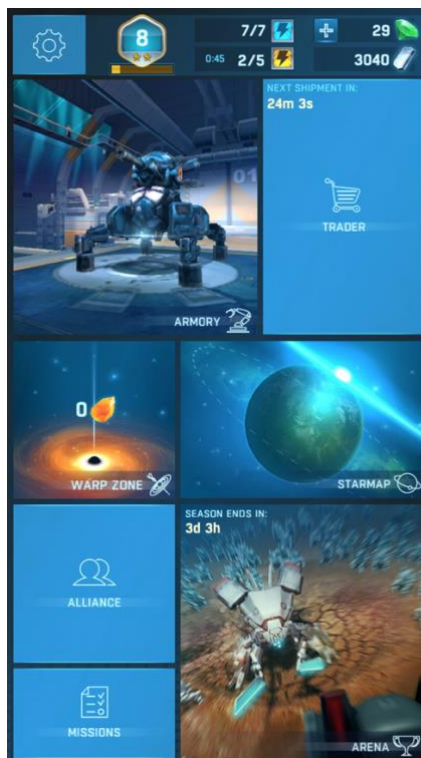 8
7/7
29
0:45 2/5
3040
NEXT SHIPMENT IN:
24m 3s
01
TRADER
ARMORY
0
WARP ZONE
STARMAP
SEASON ENDS IN:
3d 3h
ALLIANCE
MISSIONS
ARENA